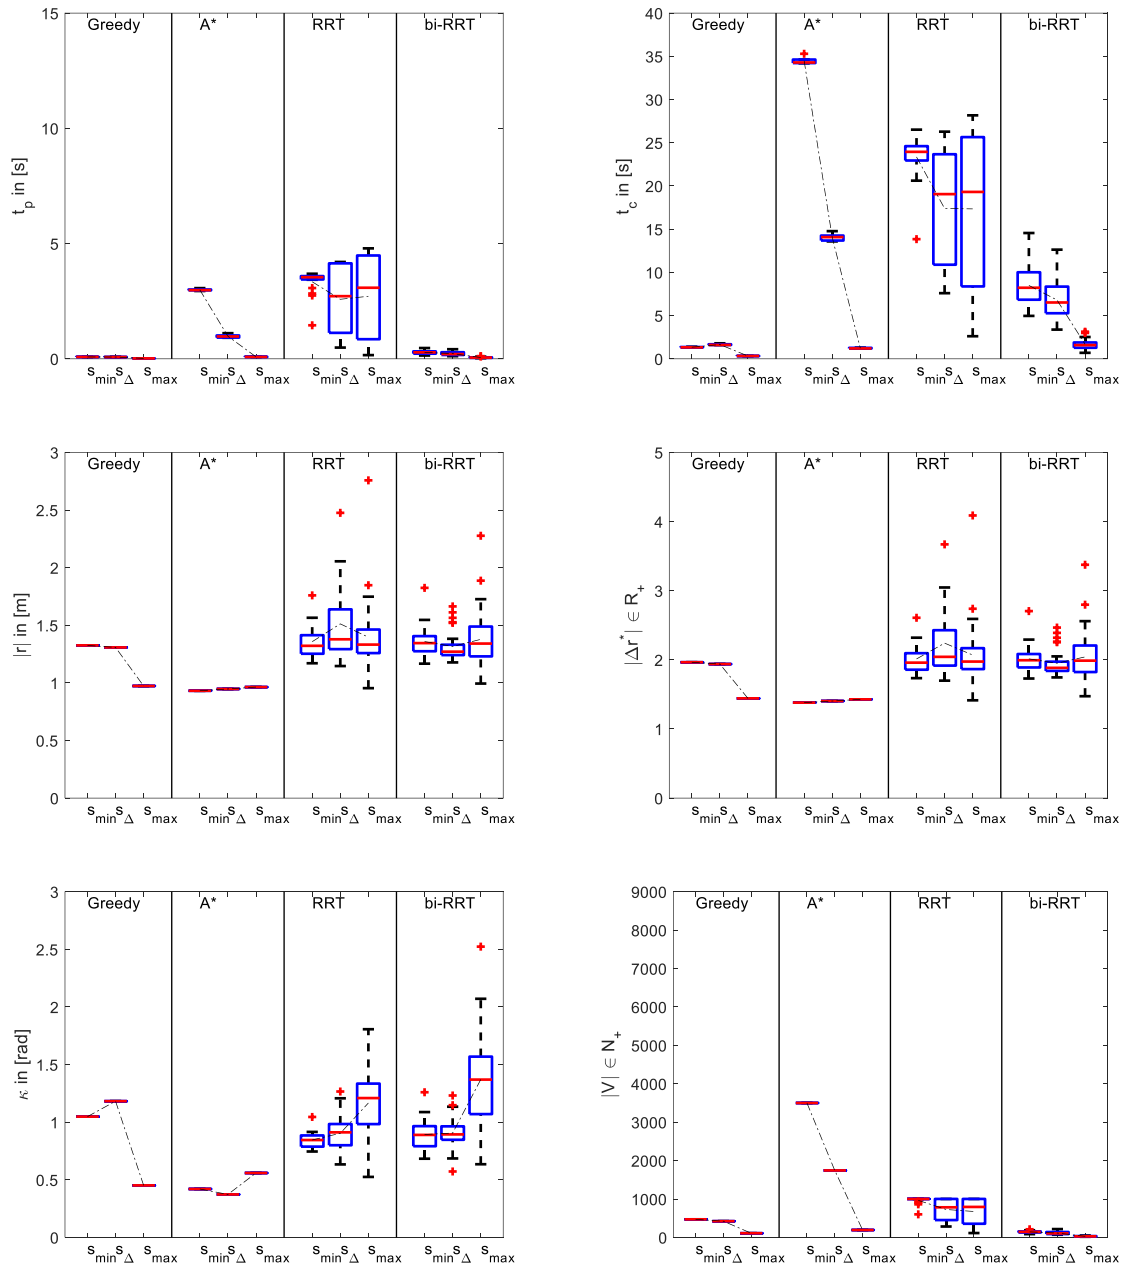 15
10
5
0
t_p in [s]
Greedy
A*
RRT
bi-RRT
s_min s_Δ s_max
s_min s_Δ s_max
s_min s_Δ s_max
s_min s_Δ s_max
40
35
30
25
20
15
10
5
0
t_c in [s]
Greedy
A*
RRT
bi-RRT
s_min s_Δ s_max
s_min s_Δ s_max
s_min s_Δ s_max
s_min s_Δ s_max
3
2.5
2
1.5
1
0.5
0
|r| in [m]
Greedy
A*
RRT
bi-RRT
s_min s_Δ s_max
s_min s_Δ s_max
s_min s_Δ s_max
s_min s_Δ s_max
5
4
3
2
1
0
|Δr*| ∈ R_+
Greedy
A*
RRT
bi-RRT
s_min s_Δ s_max
s_min s_Δ s_max
s_min s_Δ s_max
s_min s_Δ s_max
3
2.5
2
1.5
1
0.5
0
κ in [rad]
Greedy
A*
RRT
bi-RRT
s_min s_Δ s_max
s_min s_Δ s_max
s_min s_Δ s_max
s_min s_Δ s_max
9000
8000
7000
6000
5000
4000
3000
2000
1000
0
|V| ∈ N_+
Greedy
A*
RRT
bi-RRT
s_min s_Δ s_max
s_min s_Δ s_max
s_min s_Δ s_max
s_min s_Δ s_max